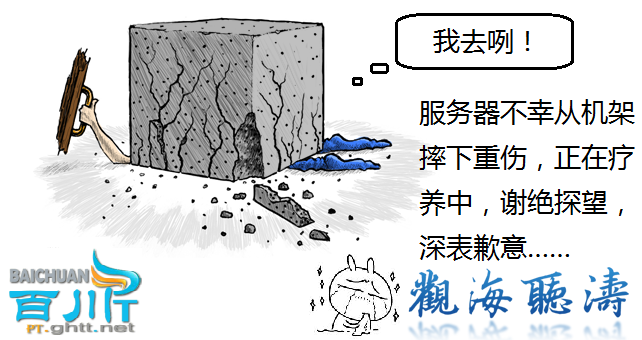 我去咧！
服务器不幸从机架
摔下重伤，正在疗
养中，谢绝探望，
深表歉意......
BAICHUAN
百川
PT.ghtt.net
觀海聽濤